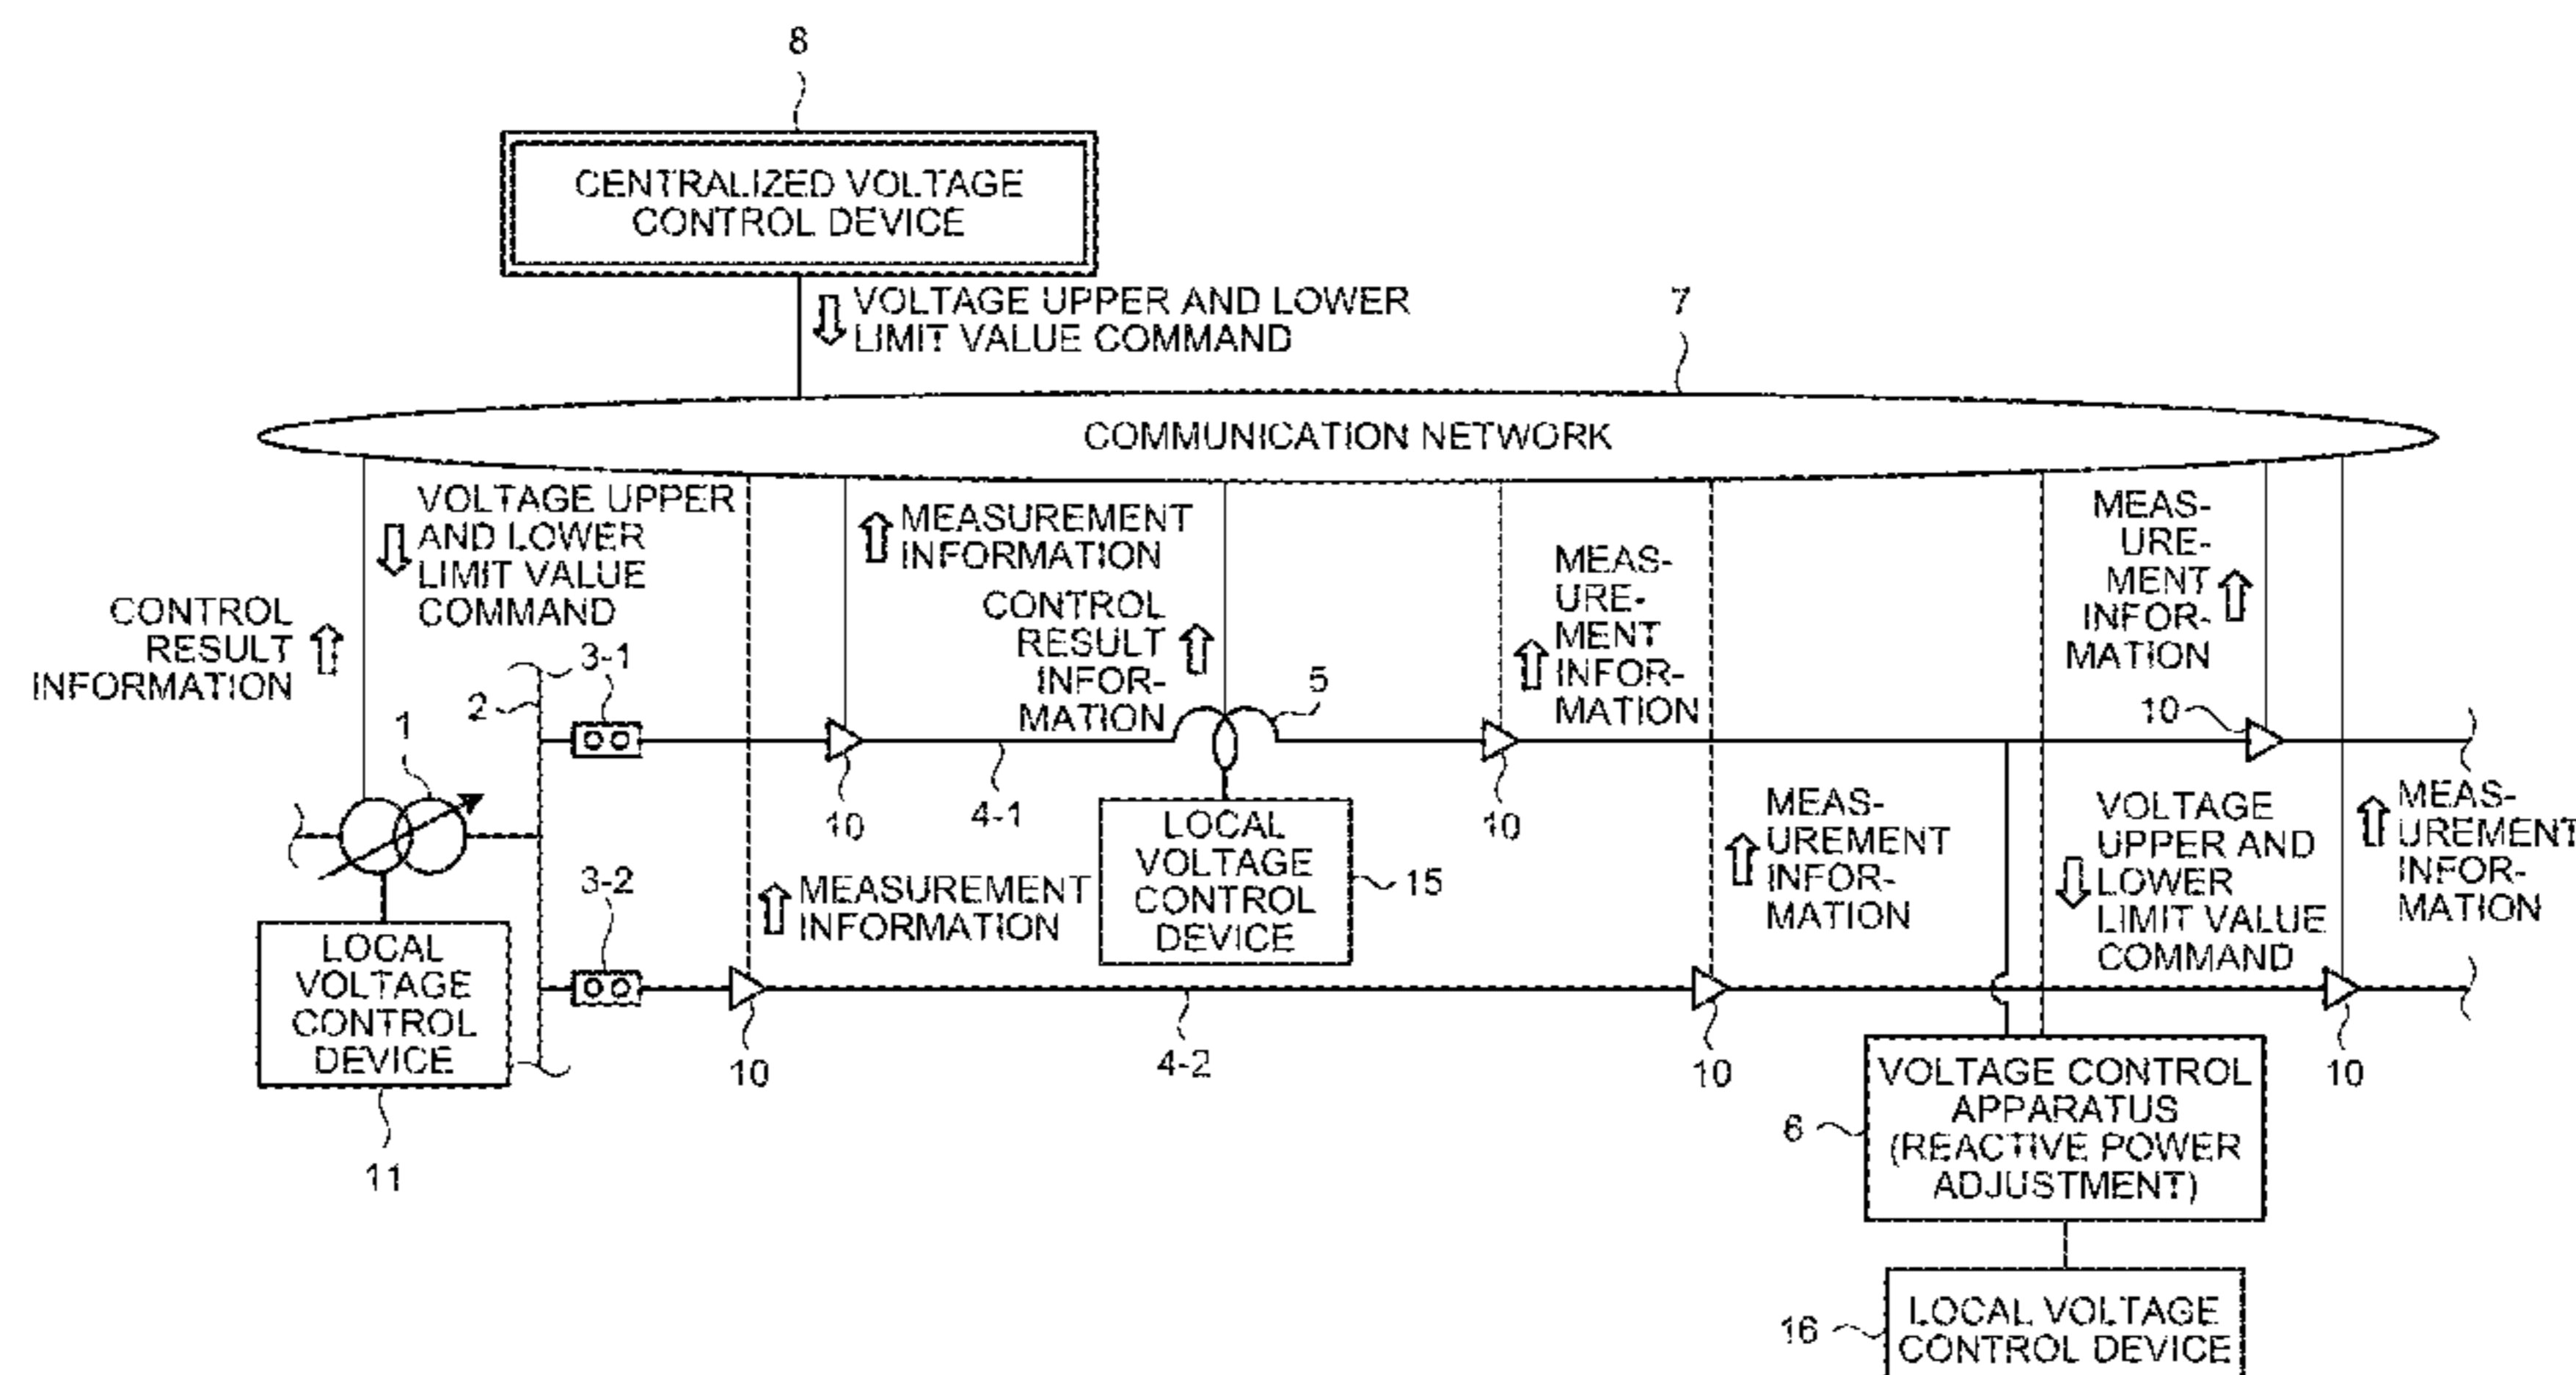 8
CENTRALIZED VOLTAGE
CONTROL DEVICE
VOLTAGE UPPER AND LOWER
LIMIT VALUE COMMAND
7
COMMUNICATION NETWORK
VOLTAGE UPPER
AND LOWER
LIMIT VALUE
COMMAND
CONTROL
RESULT
INFORMATION
MEASUREMENT
INFORMATION
CONTROL
RESULT
INFOR-
MATION
MEAS-
URE-
MENT
INFOR-
MATION
MEAS-
URE-
MENT
INFOR-
MATION
3-1
2
1
5
10
10
4-1
10
LOCAL
VOLTAGE
CONTROL
DEVICE
15
3-2
MEASUREMENT
INFORMATION
MEAS-
UREMENT
INFOR-
MATION
VOLTAGE
UPPER AND
LOWER
LIMIT VALUE
COMMAND
MEAS-
UREMENT
INFOR-
MATION
LOCAL
VOLTAGE
CONTROL
DEVICE
11
10
4-2
10
10
6
VOLTAGE CONTROL
APPARATUS
(REACTIVE POWER
ADJUSTMENT)
16
LOCAL VOLTAGE
CONTROL DEVICE